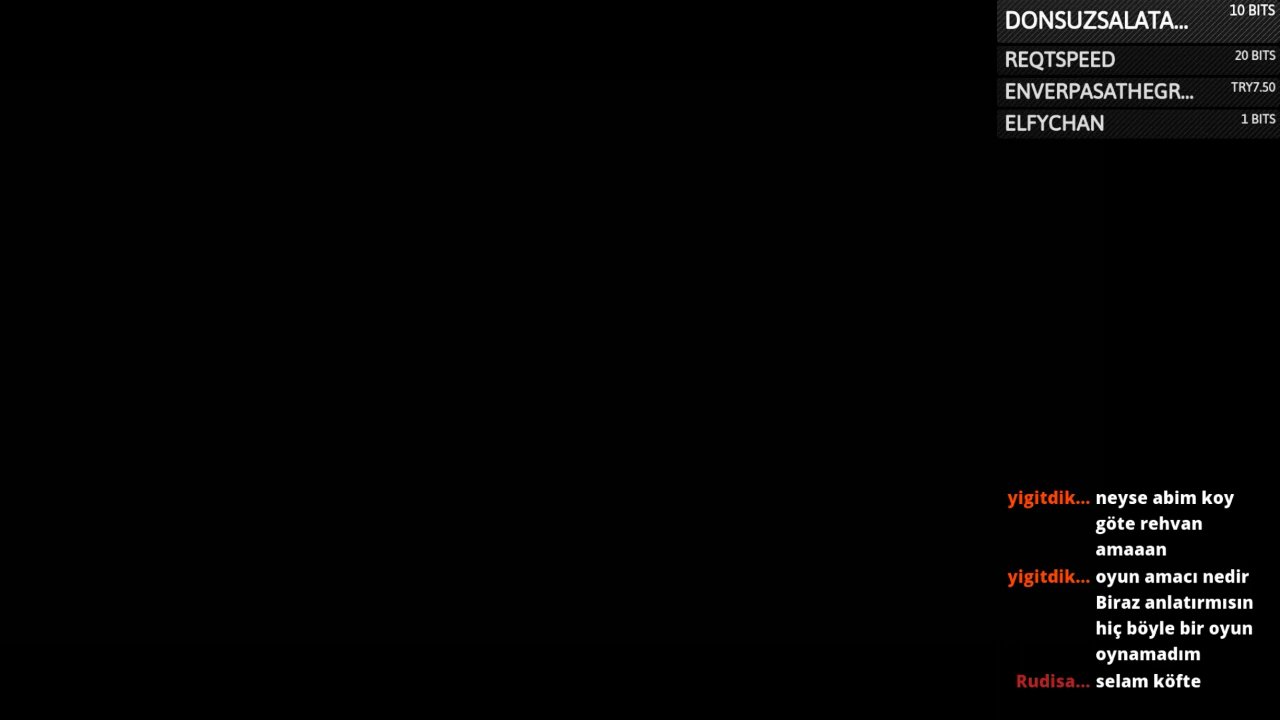 DONSUZSALATA... 10 BITS
REQTSPEED 20 BITS
ENVERPASATHEGR... TRY7.50
ELFYCHAN 1 BITS
yigitdik... neyse abim koy
göte rehvan
amaaan
yigitdik... oyun amacı nedir
Biraz anlatırmısın
hiç böyle bir oyun
oynamadım
Rudisa... selam köfte